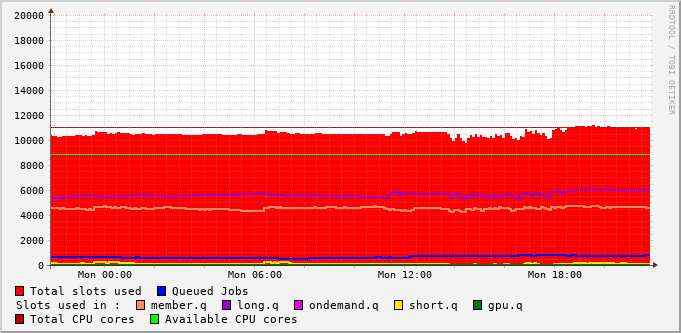 20000
18000
16000
14000
12000
10000
8000
6000
4000
2000
0
Mon 00:00 Mon 06:00 Mon 12:00 Mon 18:00
Total slots used Queued Jobs
Slots used in : member.q long.q ondemand.q short.q gpu.q
Total CPU cores Available CPU cores
RRDTOOL / TOBI OETIKER